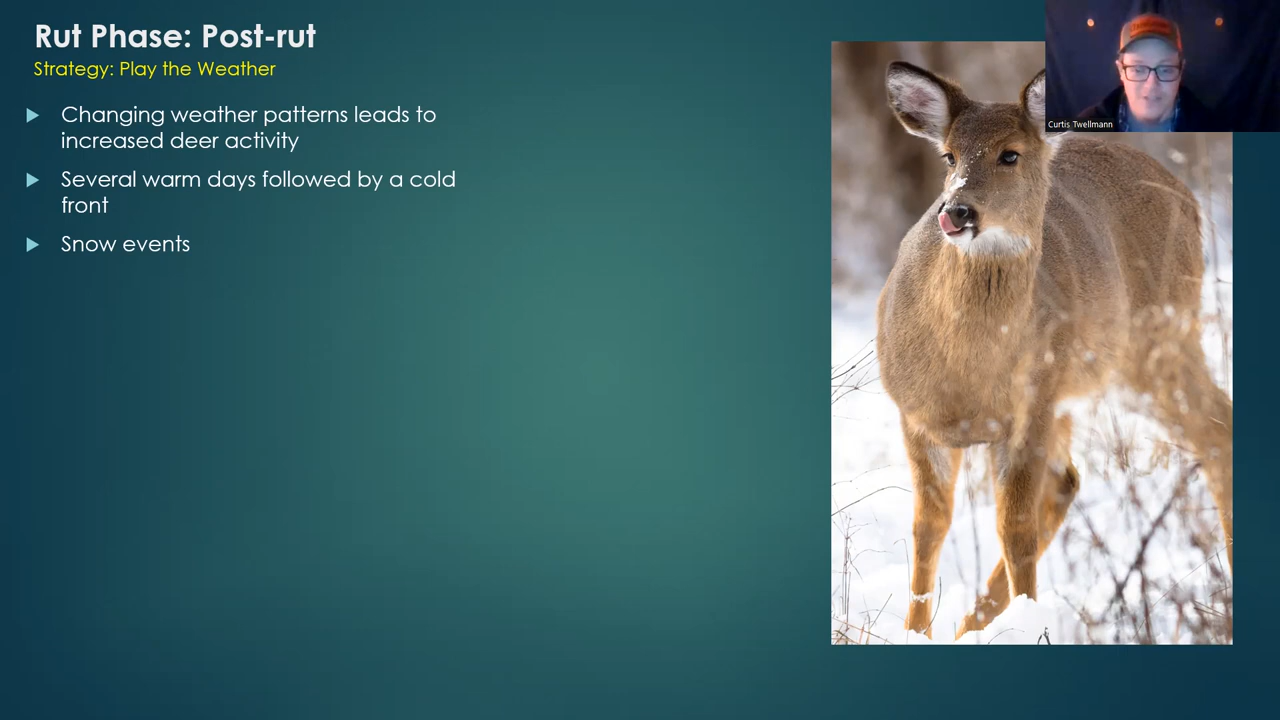 Rut Phase: Post-rut
Strategy: Play the Weather
Changing weather patterns leads to
increased deer activity
Several warm days followed by a cold
front
Snow events
Curtis Twellmann